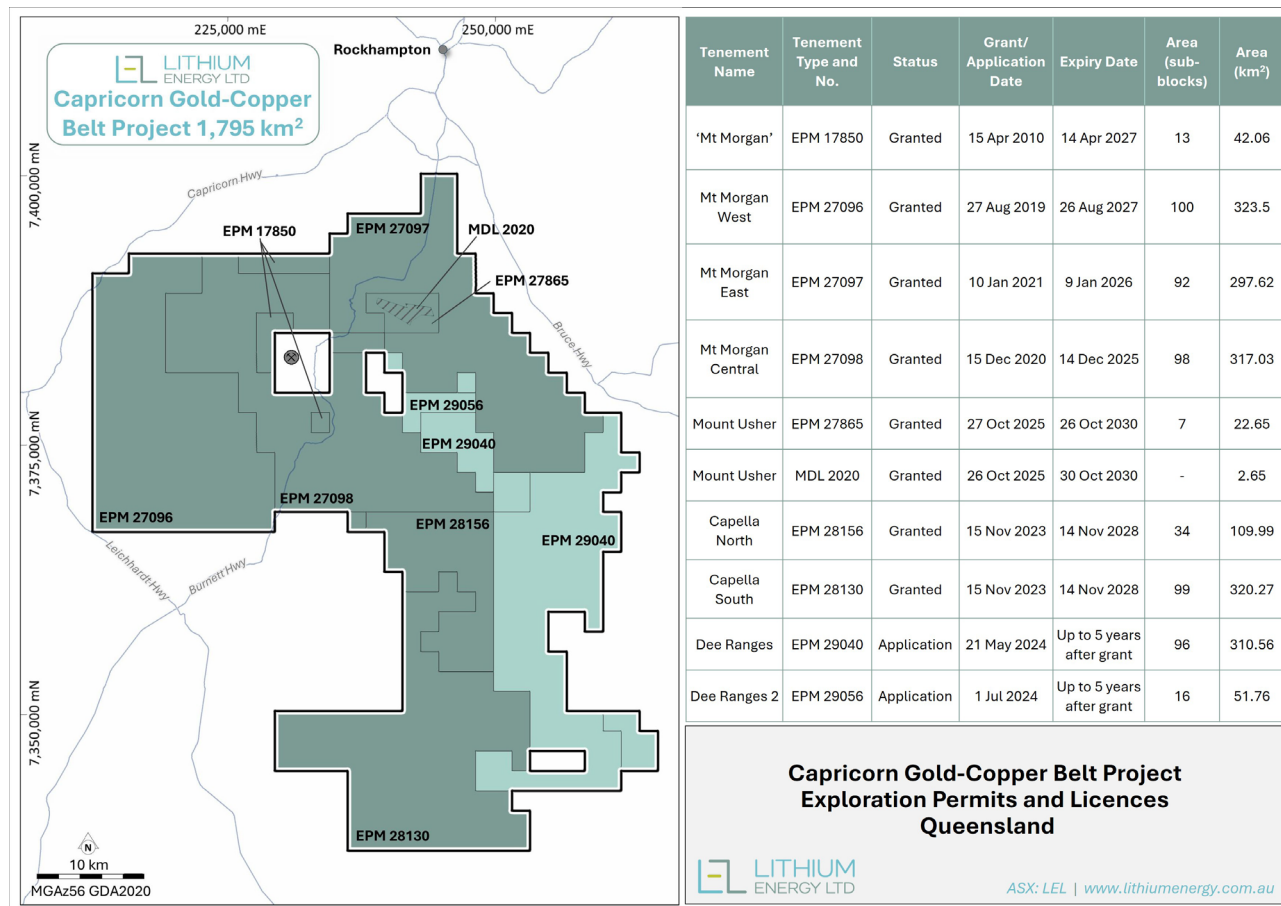 225,000 mE
250,000 mE
Rockhampton
LITHIUM
ENERGY LTD
Capricorn Gold-Copper
Belt Project 1,795 km²
7,400,000 mN
7,375,000 mN
7,350,000 mN
Capricorn Hwy
EPM 17850
EPM 27097
MDL 2020
EPM 27865
Bruce Hwy
EPM 29056
EPM 29040
EPM 27096
EPM 27098
EPM 28156
EPM 29040
Leichhardt Hwy
Burnett Hwy
EPM 28130
N
10 km
MGAz56 GDA2020
Tenement Name | Tenement Type and No. | Status | Grant/ Application Date | Expiry Date | Area (sub-blocks) | Area (km²)
‘Mt Morgan’ | EPM 17850 | Granted | 15 Apr 2010 | 14 Apr 2027 | 13 | 42.06
Mt Morgan West | EPM 27096 | Granted | 27 Aug 2019 | 26 Aug 2027 | 100 | 323.5
Mt Morgan East | EPM 27097 | Granted | 10 Jan 2021 | 9 Jan 2026 | 92 | 297.62
Mt Morgan Central | EPM 27098 | Granted | 15 Dec 2020 | 14 Dec 2025 | 98 | 317.03
Mount Usher | EPM 27865 | Granted | 27 Oct 2025 | 26 Oct 2030 | 7 | 22.65
Mount Usher | MDL 2020 | Granted | 26 Oct 2025 | 30 Oct 2030 | - | 2.65
Capella North | EPM 28156 | Granted | 15 Nov 2023 | 14 Nov 2028 | 34 | 109.99
Capella South | EPM 28130 | Granted | 15 Nov 2023 | 14 Nov 2028 | 99 | 320.27
Dee Ranges | EPM 29040 | Application | 21 May 2024 | Up to 5 years after grant | 96 | 310.56
Dee Ranges 2 | EPM 29056 | Application | 1 Jul 2024 | Up to 5 years after grant | 16 | 51.76
Capricorn Gold-Copper Belt Project
Exploration Permits and Licences
Queensland
LITHIUM
ENERGY LTD
ASX: LEL | www.lithiumenergy.com.au